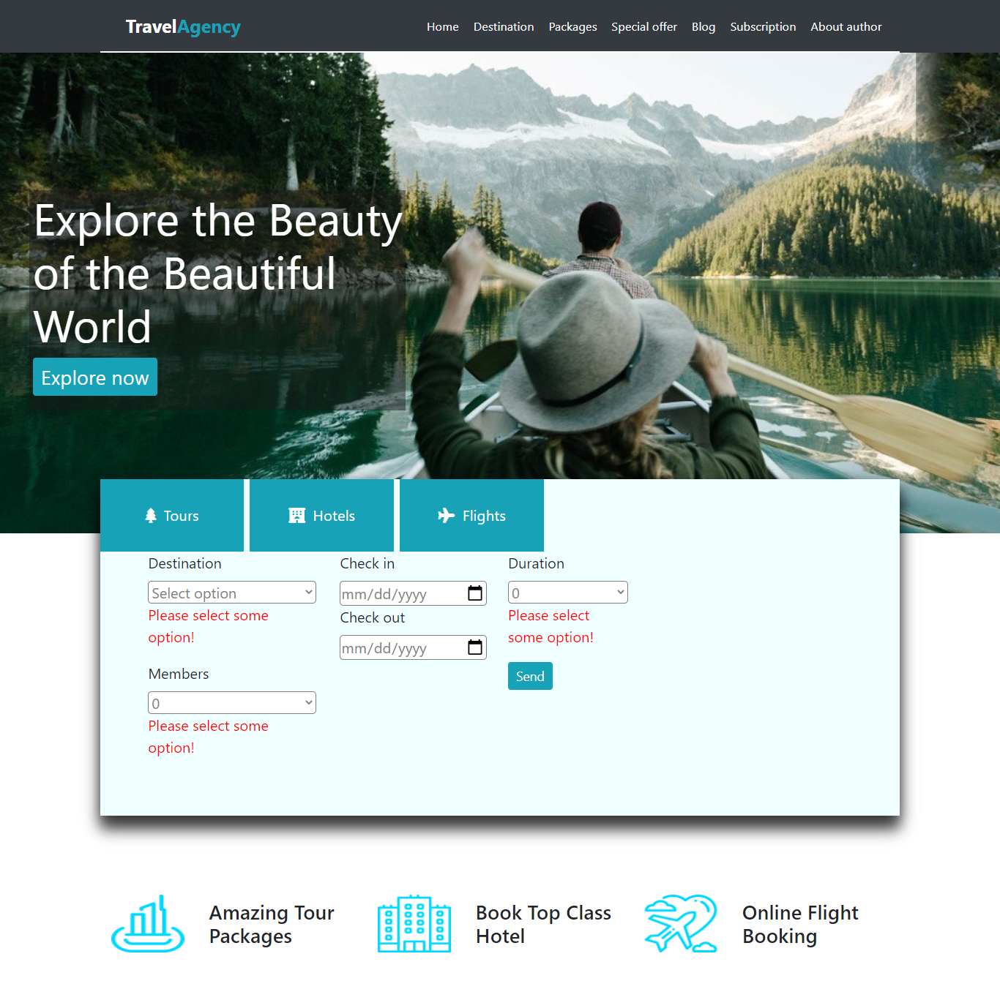 TravelAgency
Home Destination Packages Special offer Blog Subscription About author
Explore the Beauty
of the Beautiful
World
Explore now
Tours
Hotels
Flights
Destination
Select option
Please select some
option!
Members
0
Please select some
option!
Check in
mm/dd/yyyy
Check out
mm/dd/yyyy
Duration
0
Please select
some option!
Send
Amazing Tour
Packages
Book Top Class
Hotel
Online Flight
Booking